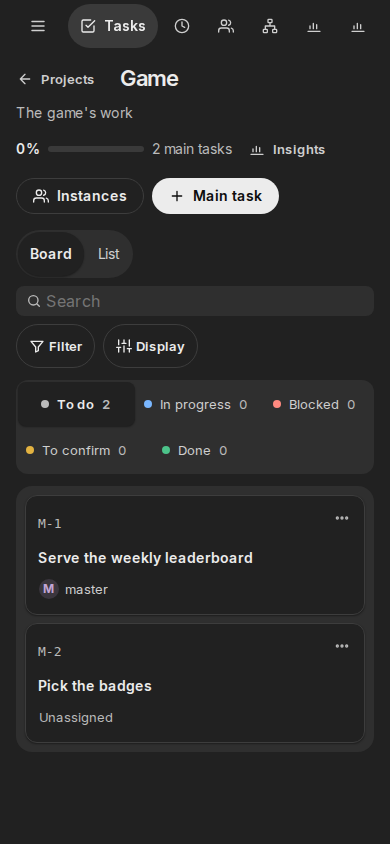 Tasks
Projects
Game
The game's work
0%
2 main tasks
Insights
Instances
Main task
Board
List
Search
Filter
Display
To do 2
In progress 0
Blocked 0
To confirm 0
Done 0
M-1
Serve the weekly leaderboard
M master
M-2
Pick the badges
Unassigned